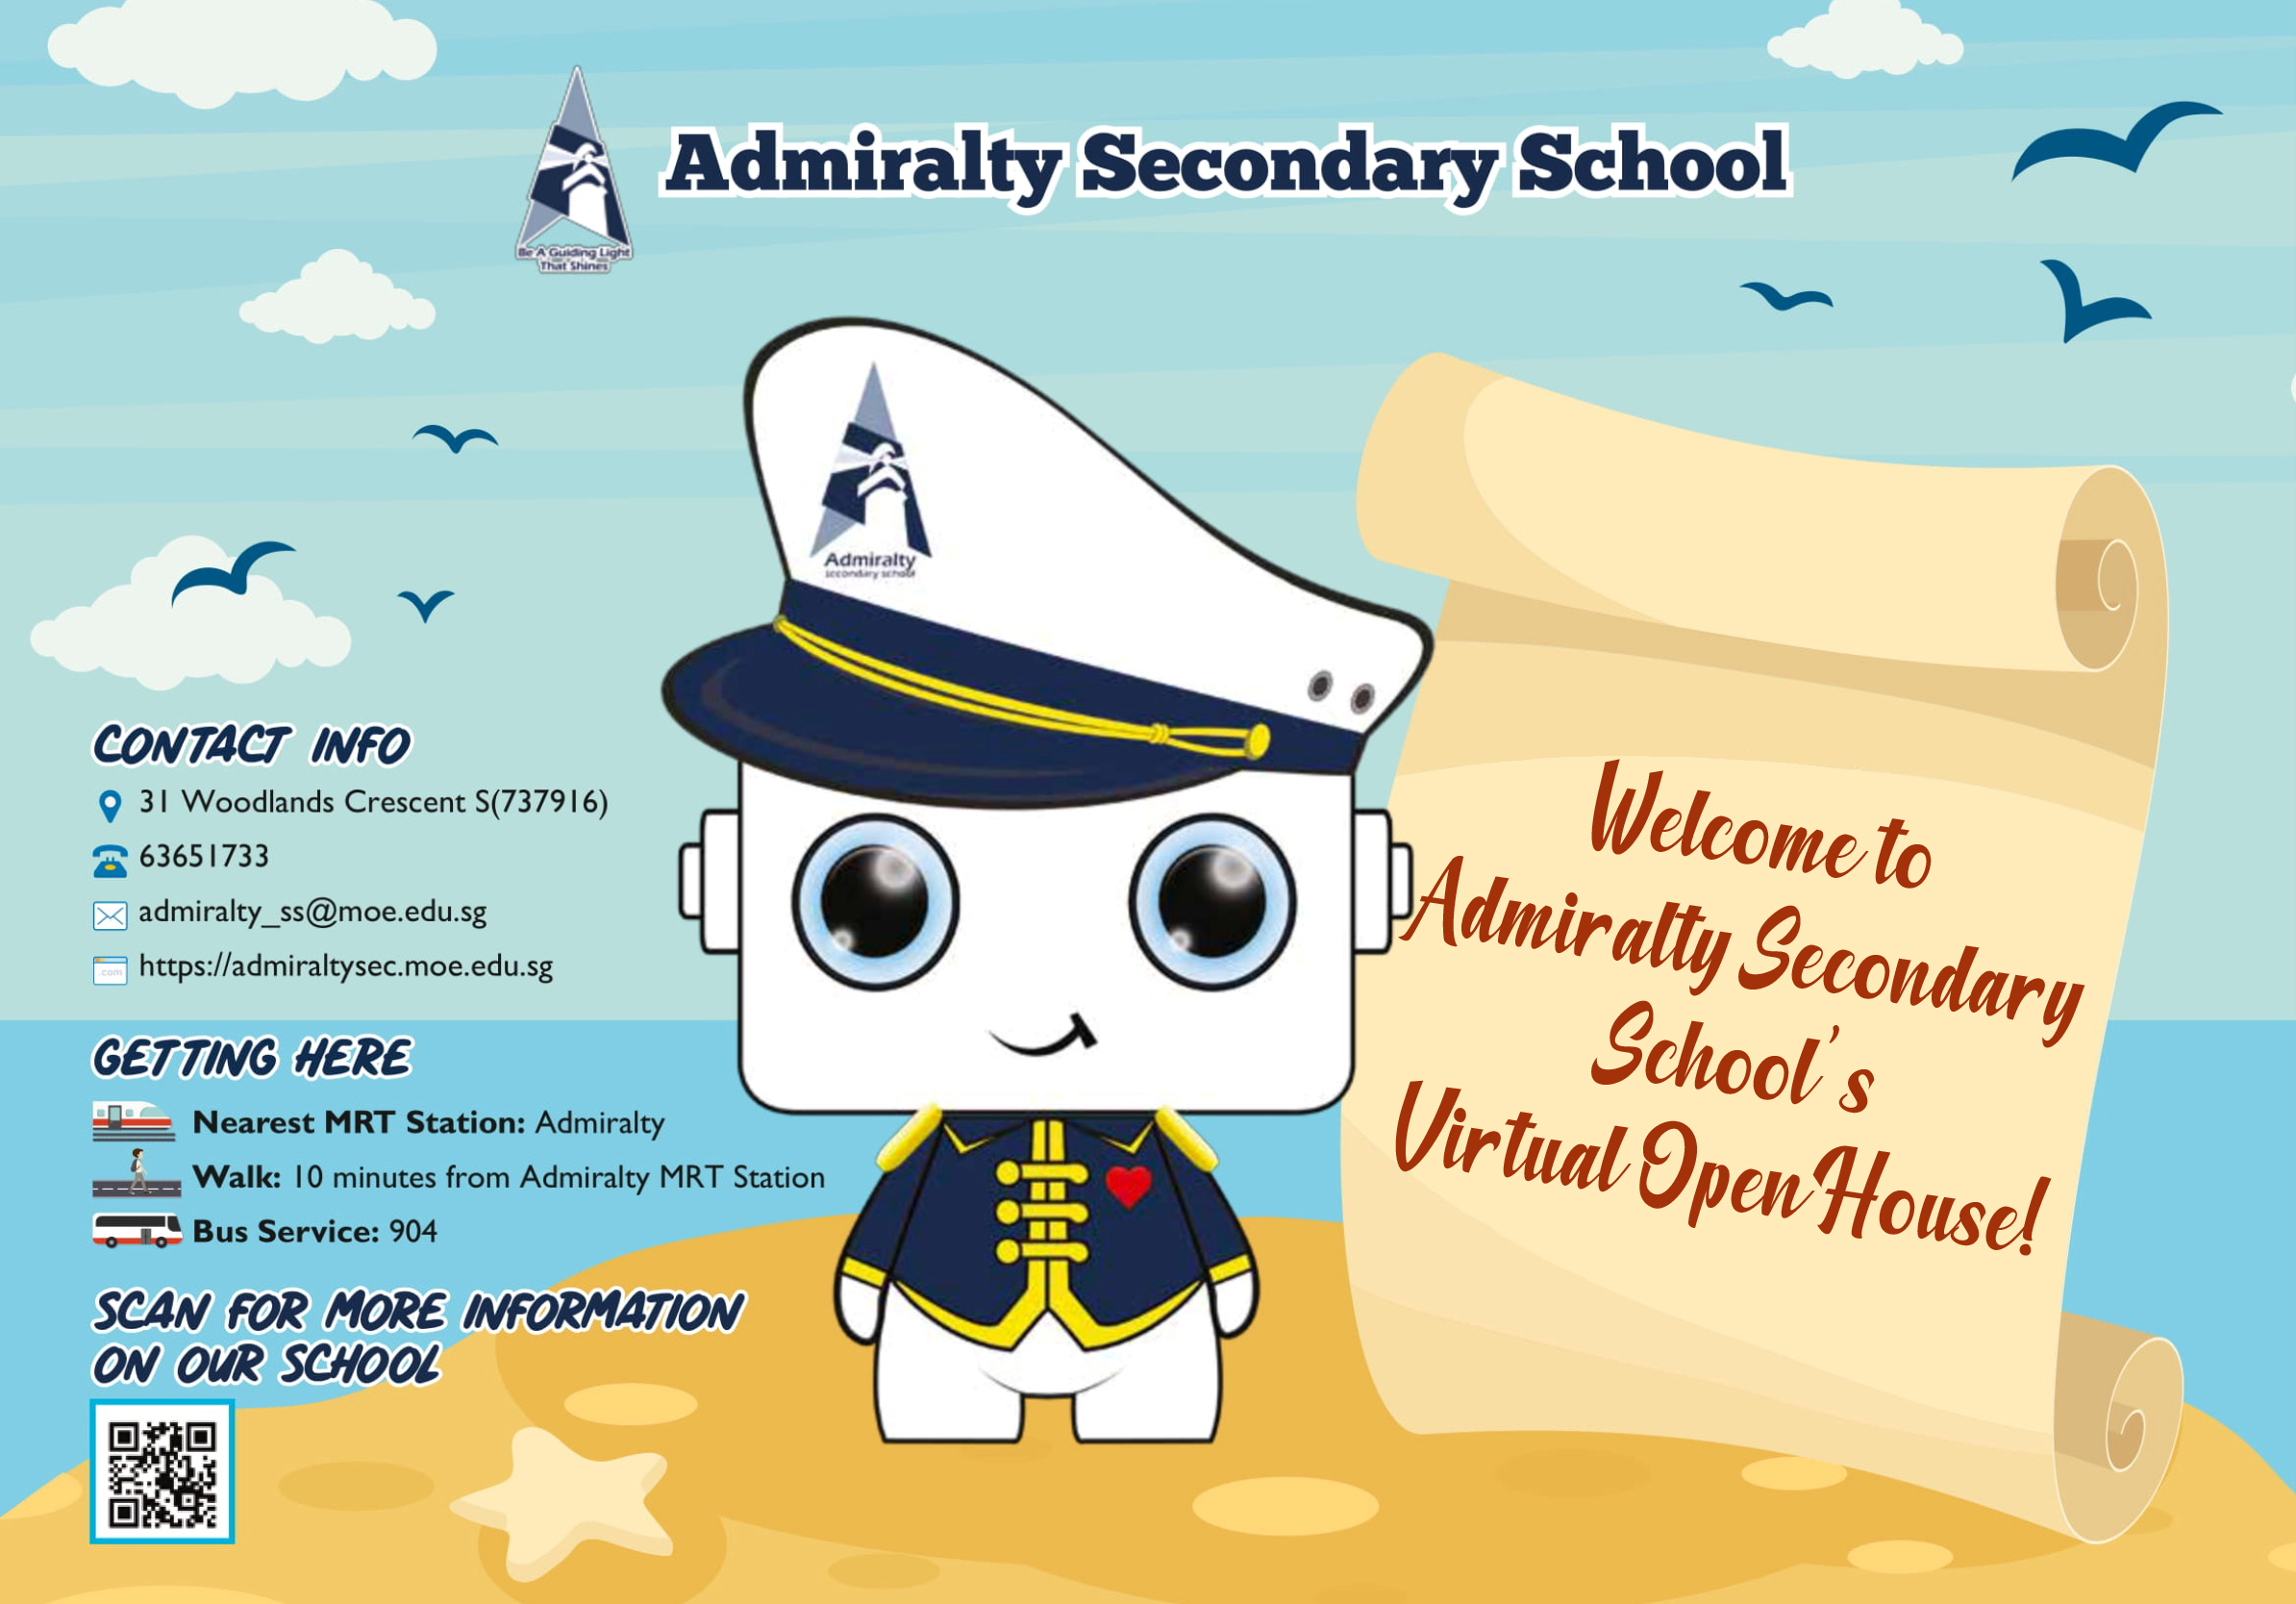 Admiralty Secondary School
Be A Guiding Light
That Shines
Admiralty
secondary school
CONTACT INFO
31 Woodlands Crescent S(737916)
63651733
admiralty_ss@moe.edu.sg
.com
https://admiraltysec.moe.edu.sg
GETTING HERE
Nearest MRT Station: Admiralty
Walk: 10 minutes from Admiralty MRT Station
Bus Service: 904
SCAN FOR MORE INFORMATION
ON OUR SCHOOL
Welcome to
Admiralty Secondary
School's
Virtual Open House!